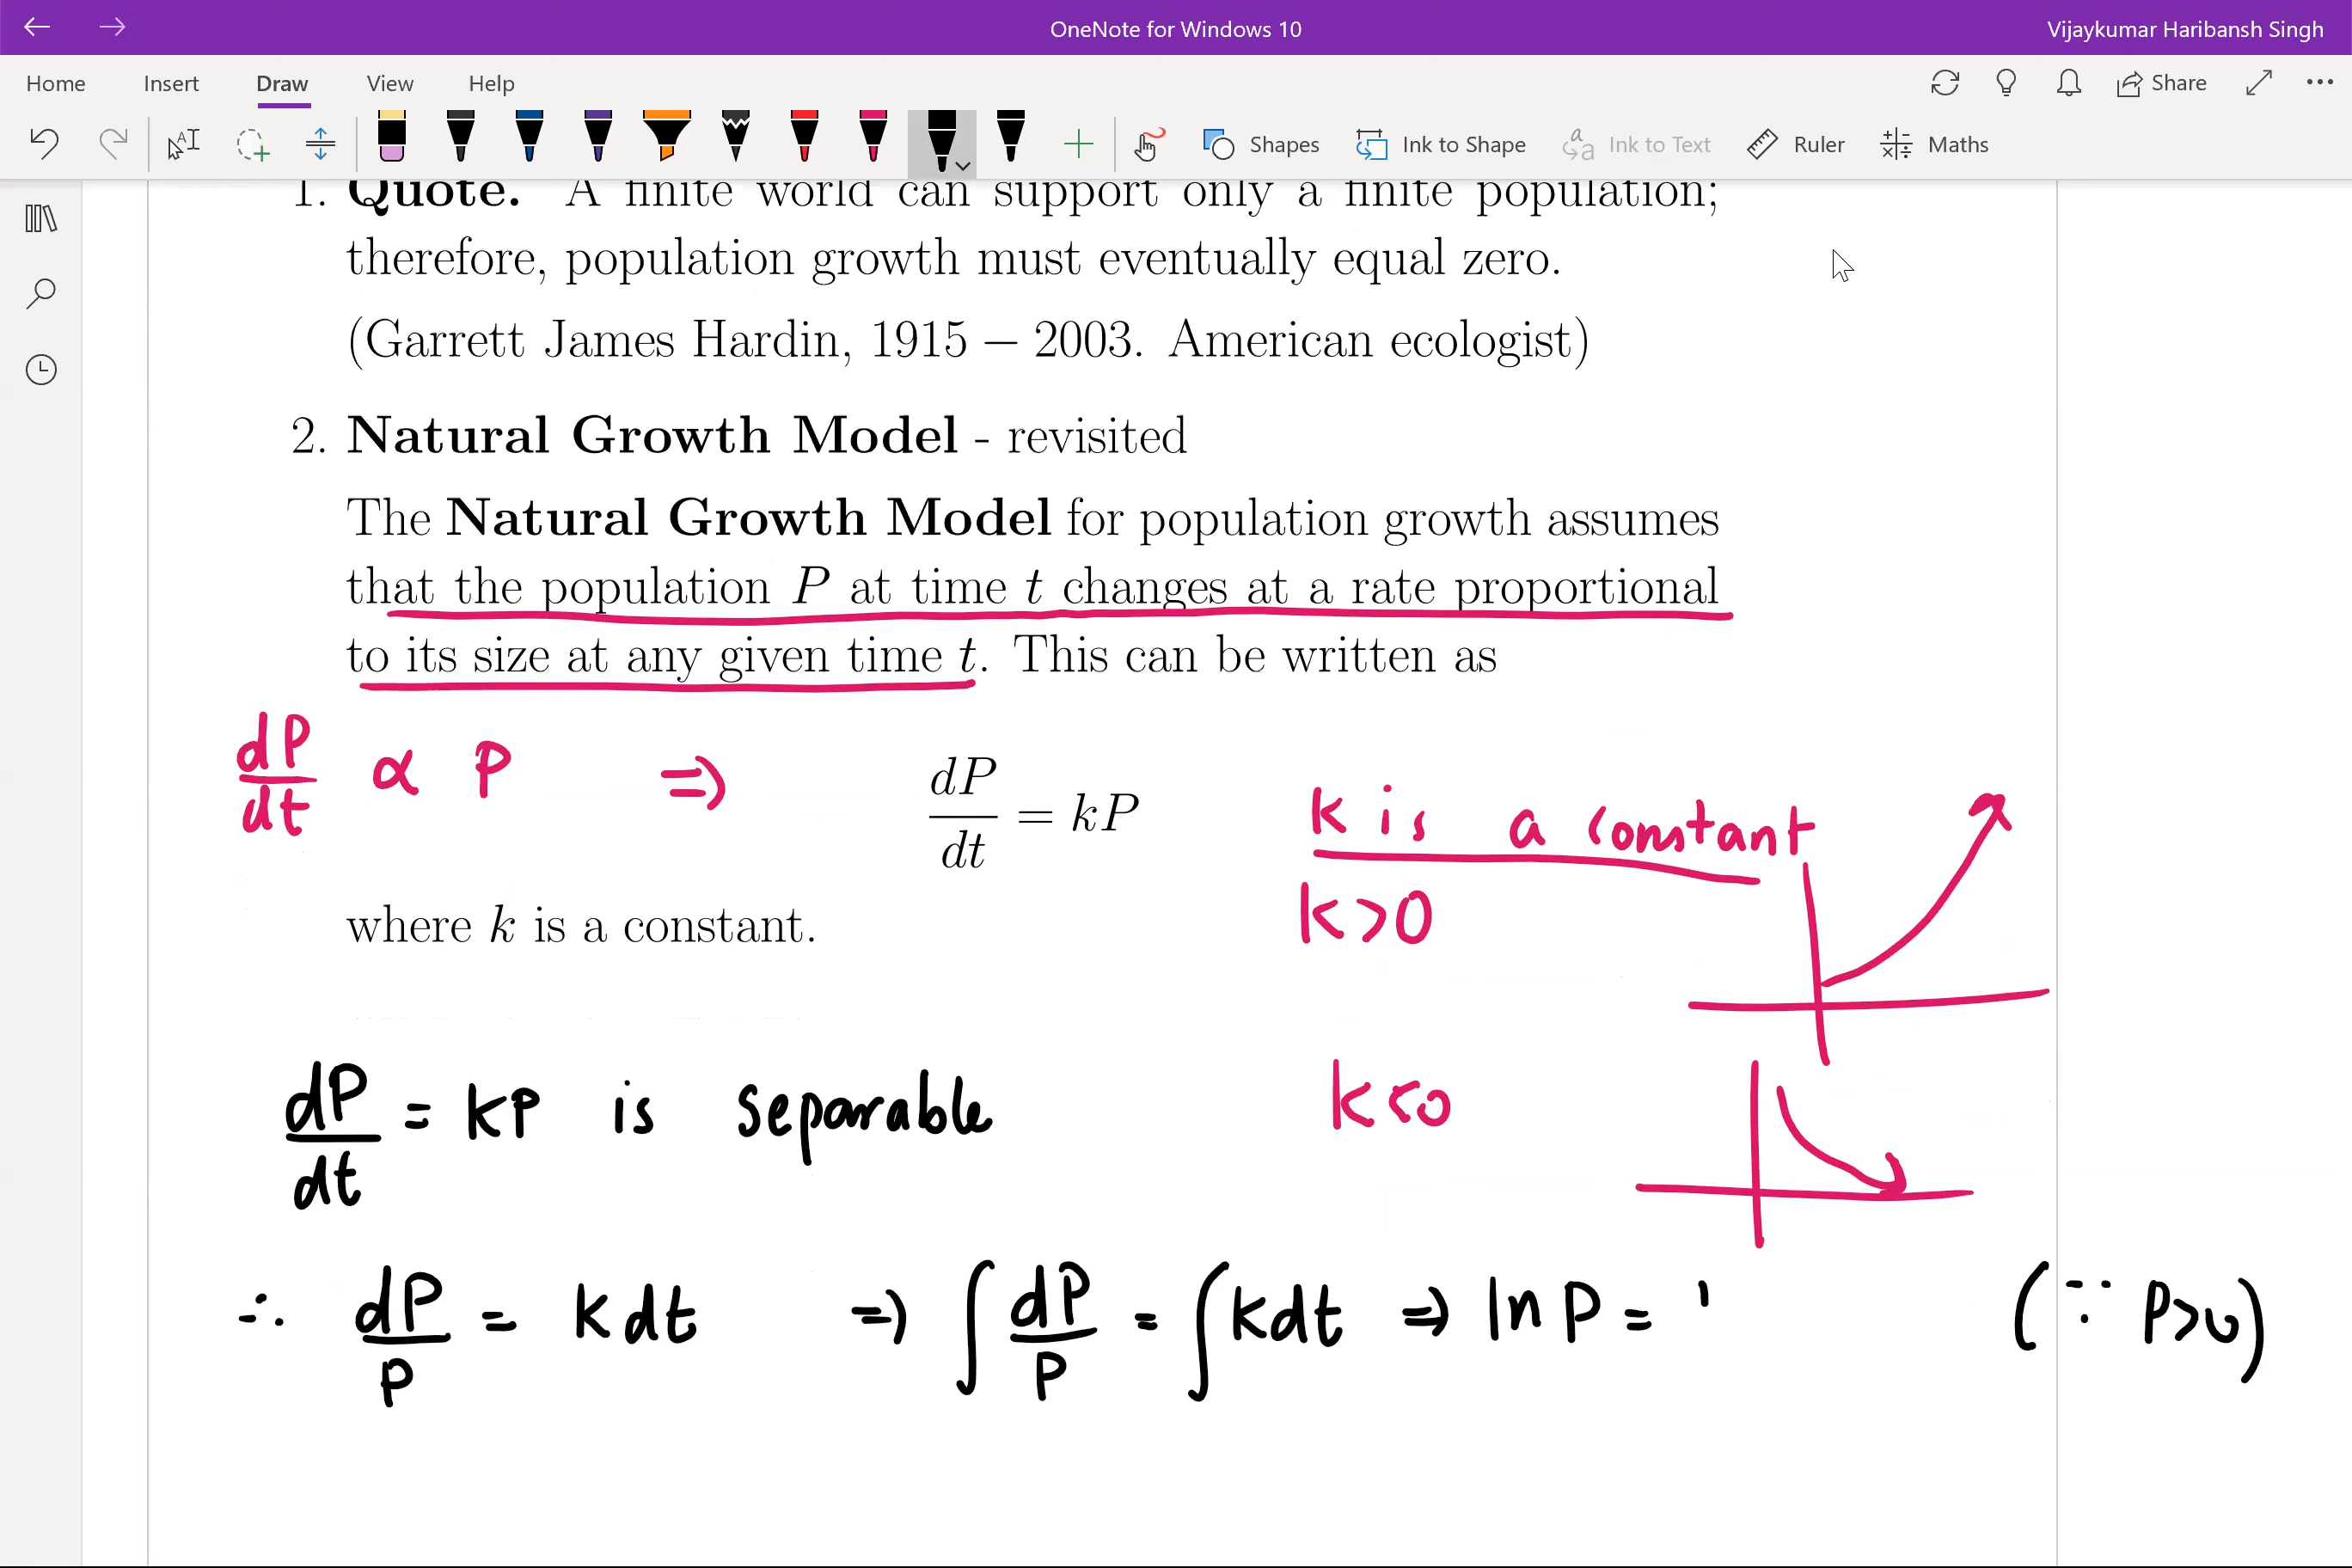 OneNote for Windows 10
Vijaykumar Haribansh Singh
Home Insert Draw View Help
Share
Shapes Ink to Shape Ink to Text Ruler Maths
1. Quote. A finite world can support only a finite population;
therefore, population growth must eventually equal zero.
(Garrett James Hardin, 1915 – 2003. American ecologist)
2. Natural Growth Model - revisited
The Natural Growth Model for population growth assumes
that the population P at time t changes at a rate proportional
to its size at any given time t. This can be written as
dP/dt ∝ P ⇒ dP/dt = kP
k is a constant
k>0
where k is a constant.
dP/dt = kP is separable
k<0
∴ dP/P = k dt ⇒ ∫ dP/P = ∫ k dt ⇒ ln P = (∵ P>0)